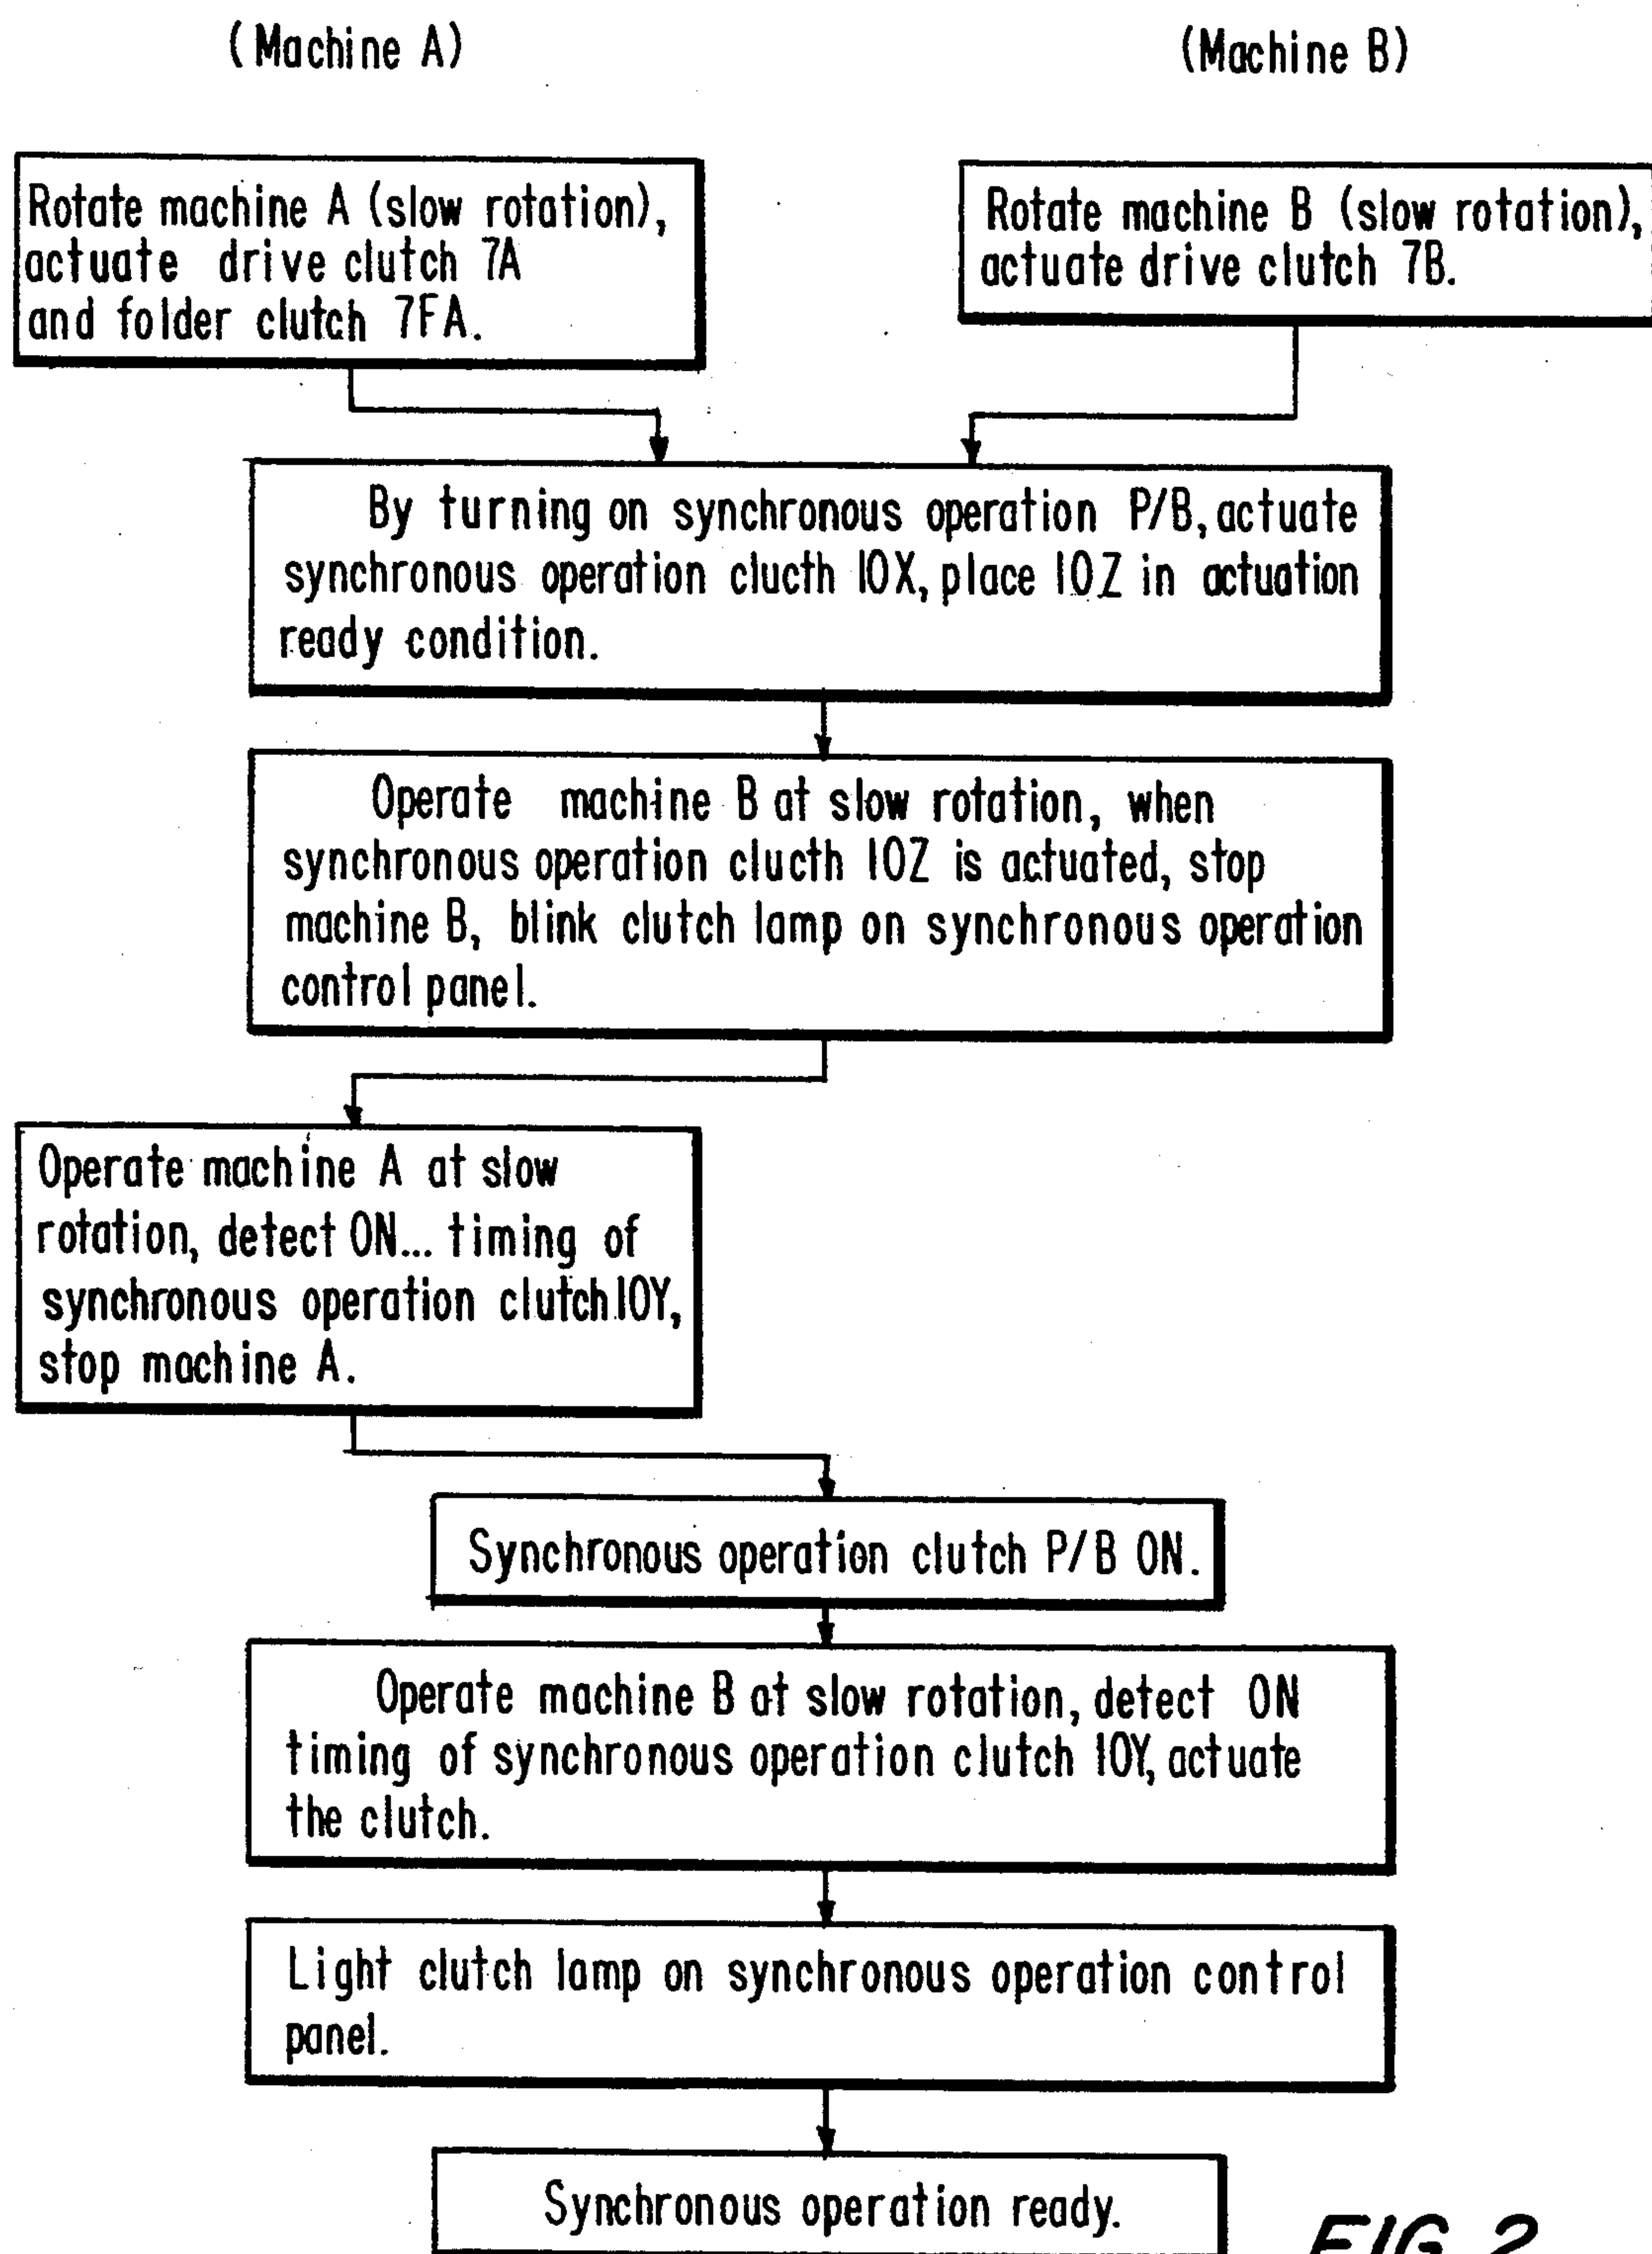 (Machine A)
(Machine B)
Rotate machine A (slow rotation),
actuate drive clutch 7A
and folder clutch 7FA.
Rotate machine B (slow rotation),
actuate drive clutch 7B.
By turning on synchronous operation P/B, actuate
synchronous operation clucth 10X, place 10Z in actuation
ready condition.
Operate machine B at slow rotation, when
synchronous operation clucth 10Z is actuated, stop
machine B, blink clutch lamp on synchronous operation
control panel.
Operate machine A at slow
rotation, detect ON... timing of
synchronous operation clutch 10Y,
stop machine A.
Synchronous operation clutch P/B ON.
Operate machine B at slow rotation, detect ON
timing of synchronous operation clutch 10Y, actuate
the clutch.
Light clutch lamp on synchronous operation control
panel.
Synchronous operation ready.
FIG. 2